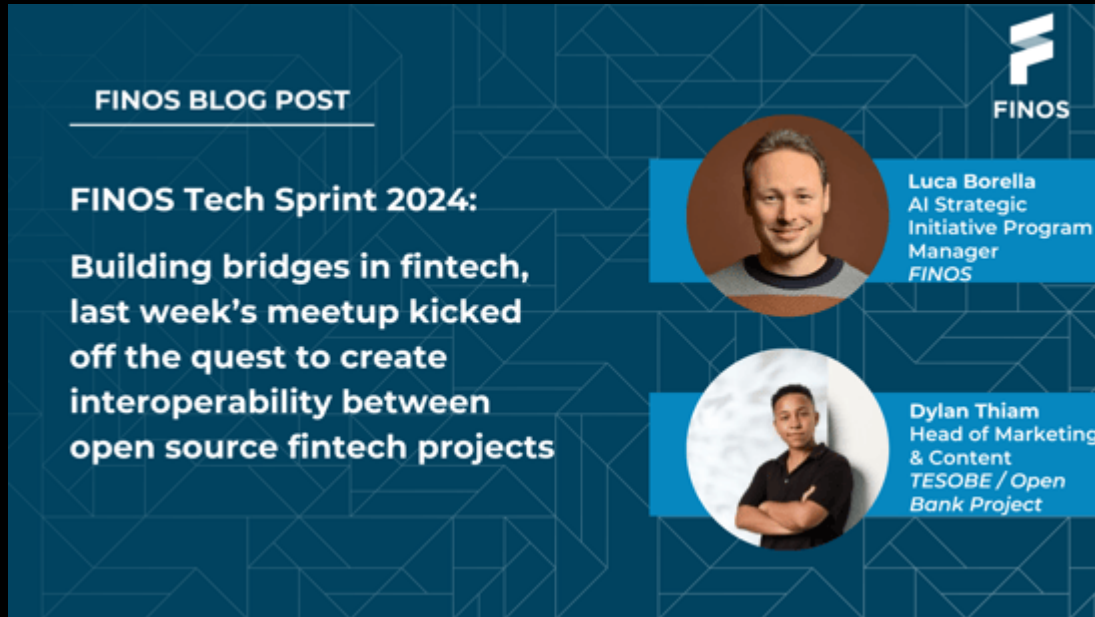 FINOS BLOG POST
FINOS
FINOS Tech Sprint 2024:
Building bridges in fintech,
last week's meetup kicked
off the quest to create
interoperability between
open source fintech projects
Luca Borella
AI Strategic
Initiative Program
Manager
FINOS
Dylan Thiam
Head of Marketing
& Content
TESOBE / Open
Bank Project